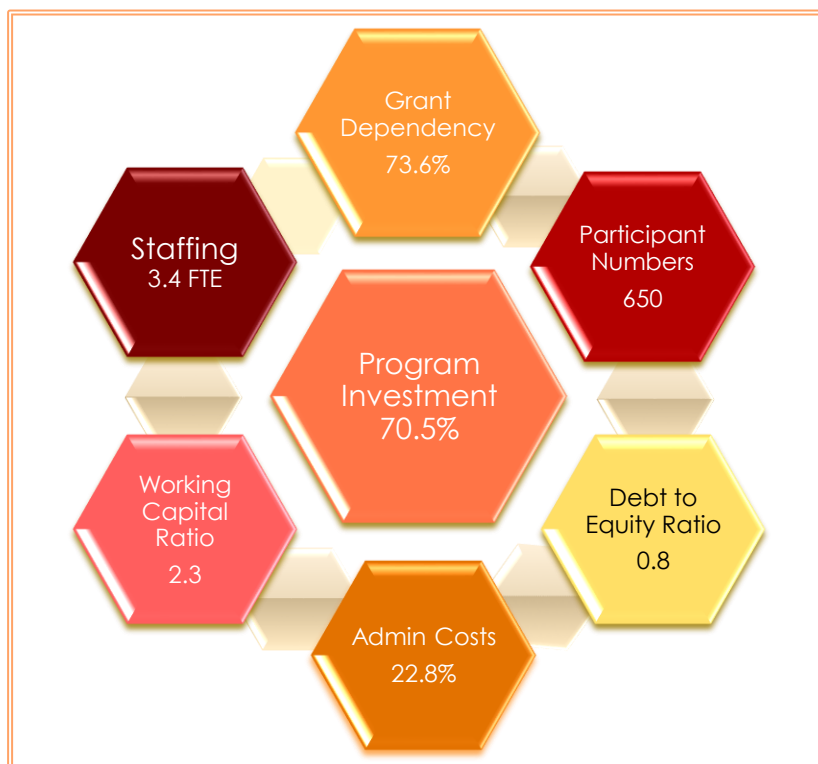 Grant
Dependency
73.6%
Staffing
3.4 FTE
Participant
Numbers
650
Program
Investment
70.5%
Working
Capital
Ratio
2.3
Debt to
Equity Ratio
0.8
Admin Costs
22.8%